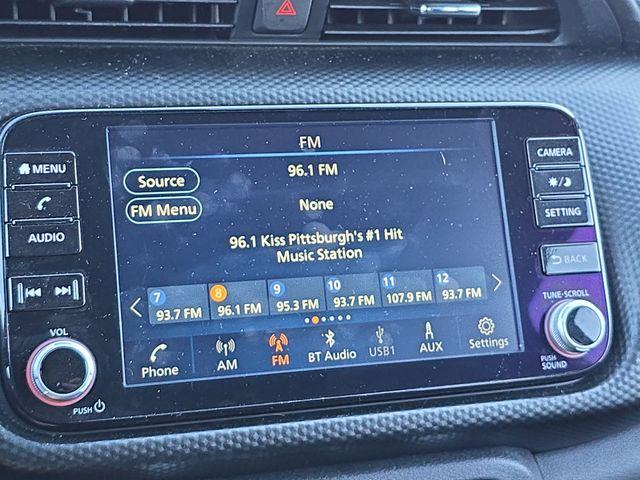 FM
96.1 FM
Source
FM Menu
None
96.1 Kiss Pittsburgh's #1 Hit
Music Station
7 8 9 10 11 12
93.7 FM 96.1 FM 95.3 FM 93.7 FM 107.9 FM 93.7 FM
Phone AM FM BT Audio USB1 AUX Settings
MENU
AUDIO
VOL
PUSH
CAMERA
SETTING
BACK
TUNE·SCROLL
PUSH
SOUND